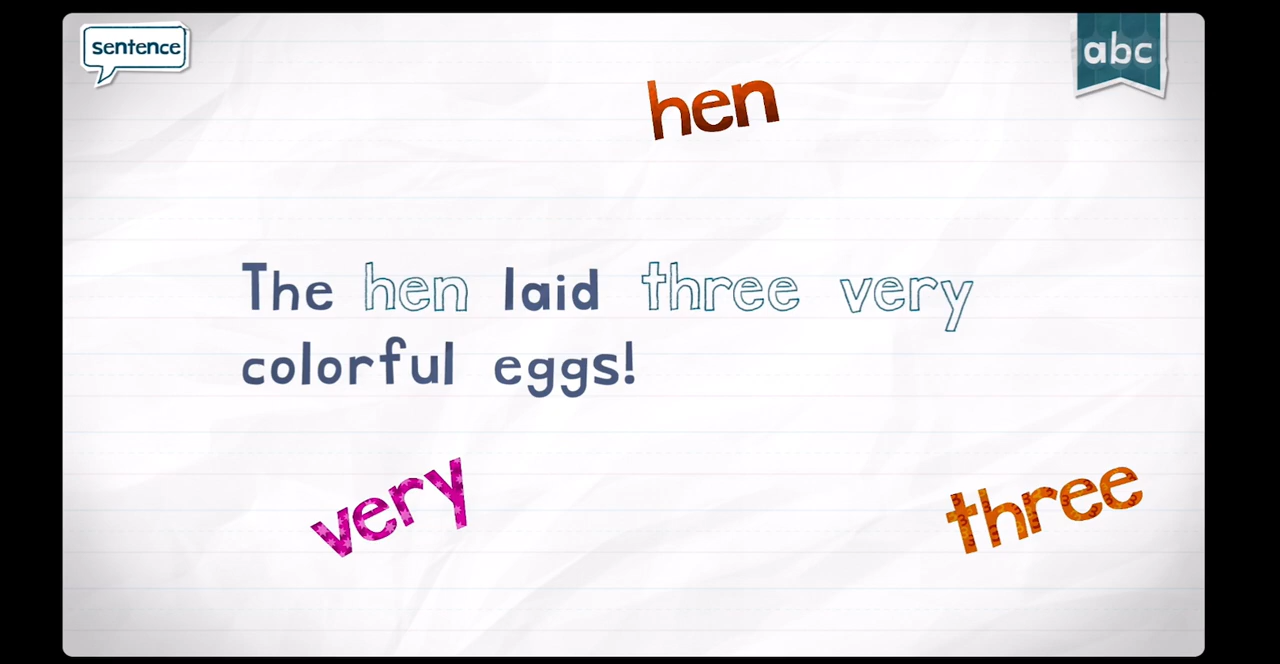 sentence
abc
hen
The hen laid three very
colorful eggs!
very
three